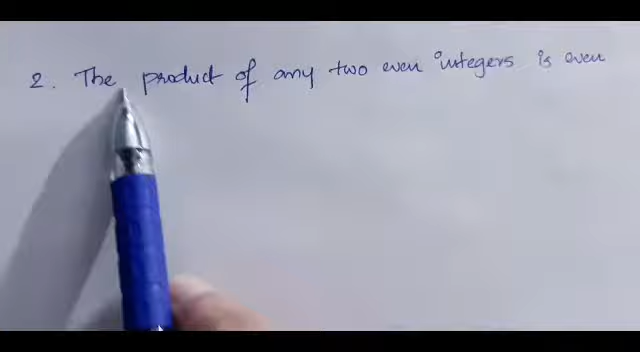 2. The product of any two even integers is even